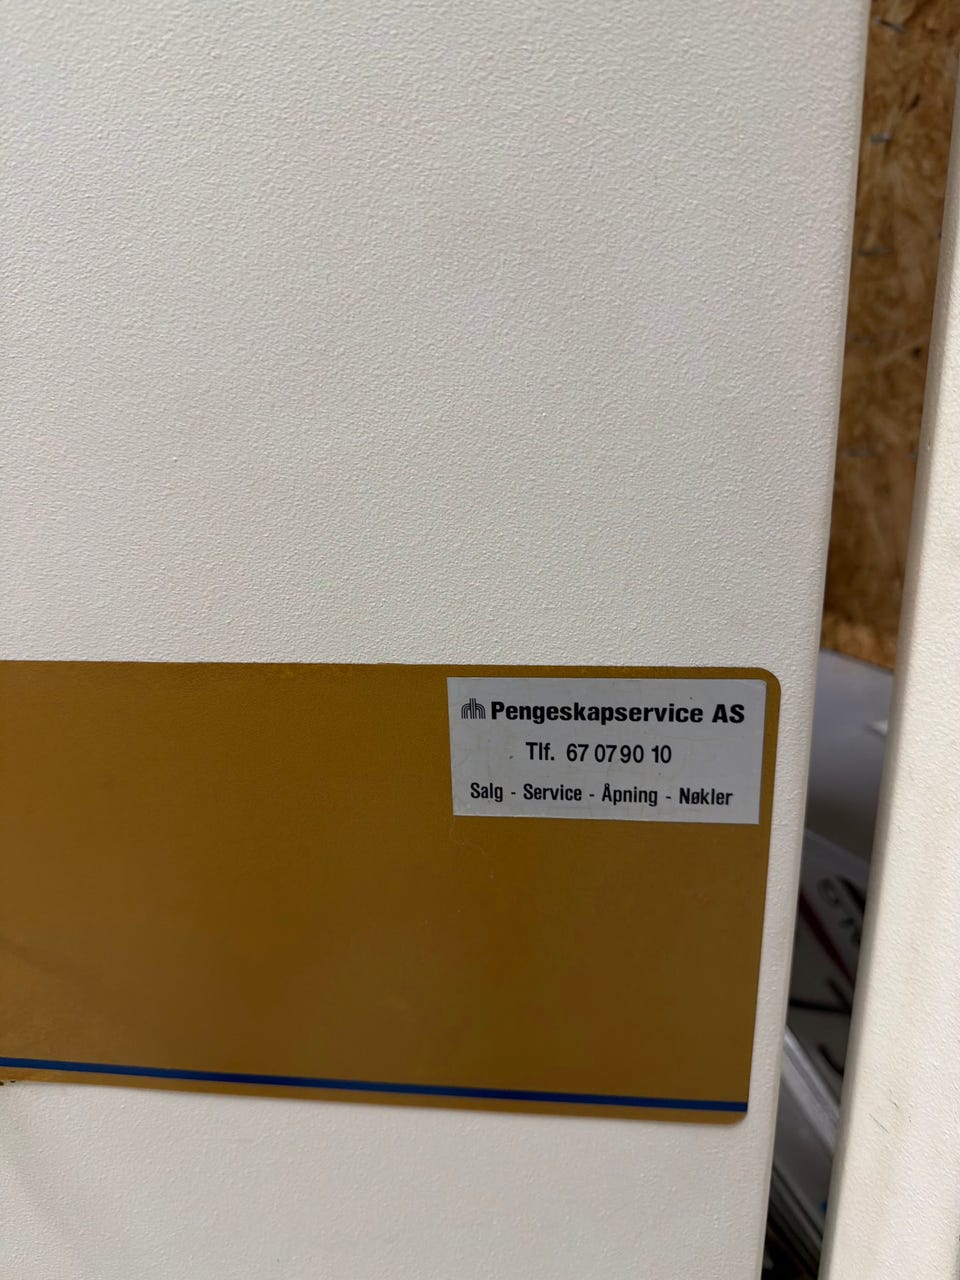 Pengeskapservice AS
Tlf. 67 07 90 10
Salg - Service - Åpning - Nøkler